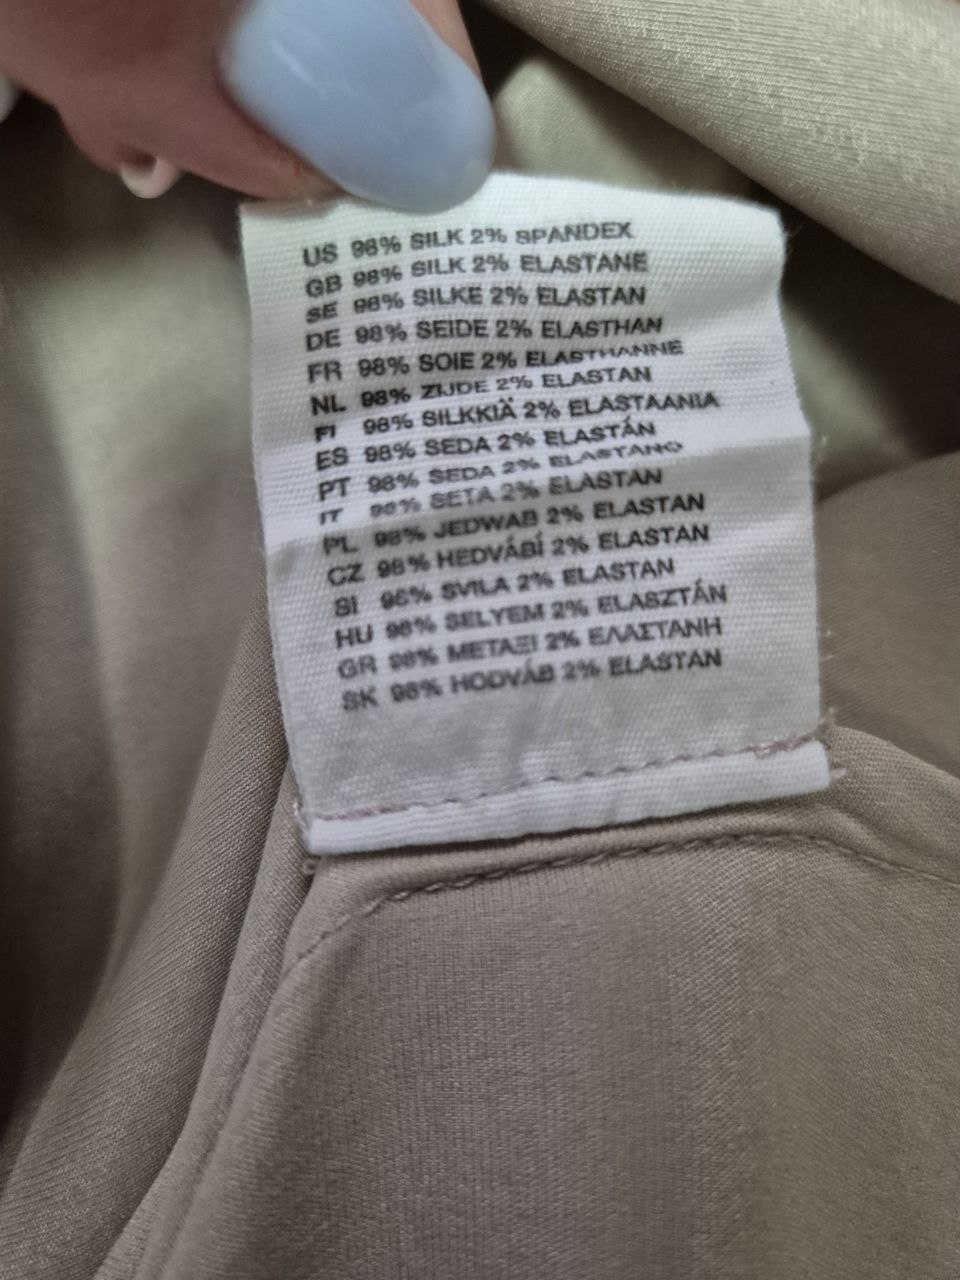 US 98% SILK 2% SPANDEX
GB 98% SILK 2% ELASTANE
SE 98% SILKE 2% ELASTAN
DE 98% SEIDE 2% ELASTHAN
FR 98% SOIE 2% ELASTHANNE
NL 98% ZIJDE 2% ELASTAN
FI 98% SILKKIÄ 2% ELASTAANIA
ES 98% SEDA 2% ELASTÁN
PT 98% SEDA 2% ELASTANO
IT 98% SETA 2% ELASTAN
PL 98% JEDWAB 2% ELASTAN
CZ 98% HEDVÁBÍ 2% ELASTAN
SI 98% SVILA 2% ELASTAN
HU 98% SELYEM 2% ELASZTÁN
GR 98% ΜΕΤΑΞΙ 2% ΕΛΑΣΤΑΝΗ
SK 98% HODVÁB 2% ELASTAN